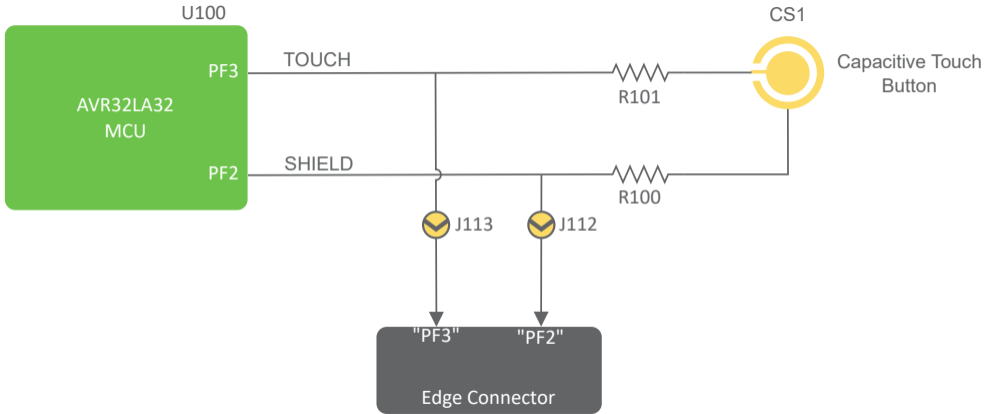 U100
CS1
PF3
TOUCH
Capacitive Touch
Button
AVR32LA32
MCU
R101
PF2
SHIELD
R100
J113
J112
"PF3"
"PF2"
Edge Connector